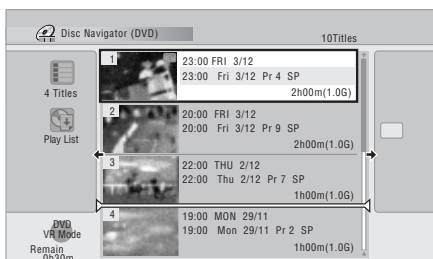 Disc Navigator (DVD)
10Titles
4 Titles
Play List
1
23:00 FRI 3/12
23:00 Fri 3/12 Pr 4 SP
2h00m(1.0G)
2
20:00 FRI 3/12
20:00 Fri 3/12 Pr 9 SP
2h00m(1.0G)
3
22:00 THU 2/12
22:00 Thu 2/12 Pr 7 SP
1h00m(1.0G)
4
19:00 MON 29/11
19:00 Mon 29/11 Pr 2 SP
1h00m(1.0G)
DVD
VR Mode
Remain
0h30m